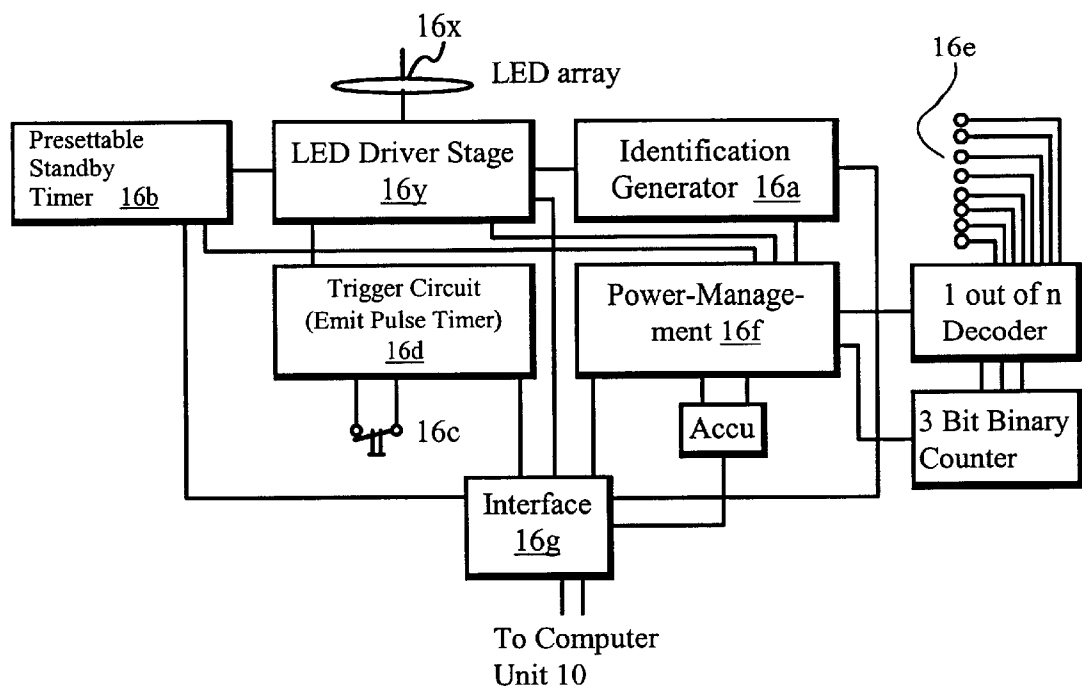 16x
LED array
16e
Presettable
Standby
Timer 16b
LED Driver Stage
16y
Identification
Generator 16a
Trigger Circuit
(Emit Pulse Timer)
16d
Power-Manage-
ment 16f
1 out of n
Decoder
16c
Accu
3 Bit Binary
Counter
Interface
16g
To Computer
Unit 10